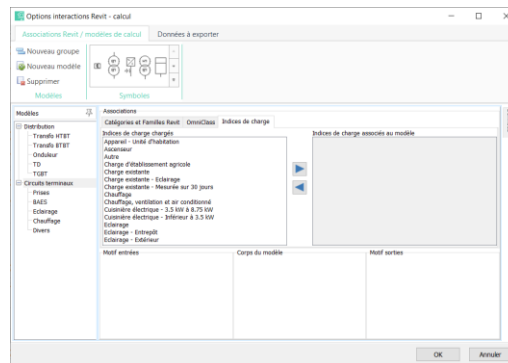 Options interactions Revit - calcul
Associations Revit / modèles de calcul
Données à exporter
Nouveau groupe
Nouveau modèle
Supprimer
Modèles
Symboles
Modèles
Distribution
Transfo HTBT
Transfo BTBT
Onduleur
TD
TGBT
Circuits terminaux
Prises
BAES
Eclairage
Chauffage
Divers
Associations
Catégories et Familles Revit
OmniClass
Indices de charge
Indices de charge chargés
Appareil - Unité d'habitation
Ascenseur
Autre
Charge d'établissement agricole
Charge existante
Charge existante - Eclairage
Charge existante - Mesurée sur 30 jours
Chauffage
Chauffage, ventilation et air conditionné
Cuisinière électrique - 3.5 kW à 8.75 kW
Cuisinière électrique - Inférieur à 3.5 kW
Eclairage
Eclairage - Entrepôt
Eclairage - Extérieur
Indices de charge associés au modèle
Motif entrées
Corps du modèle
Motif sorties
OK
Annuler